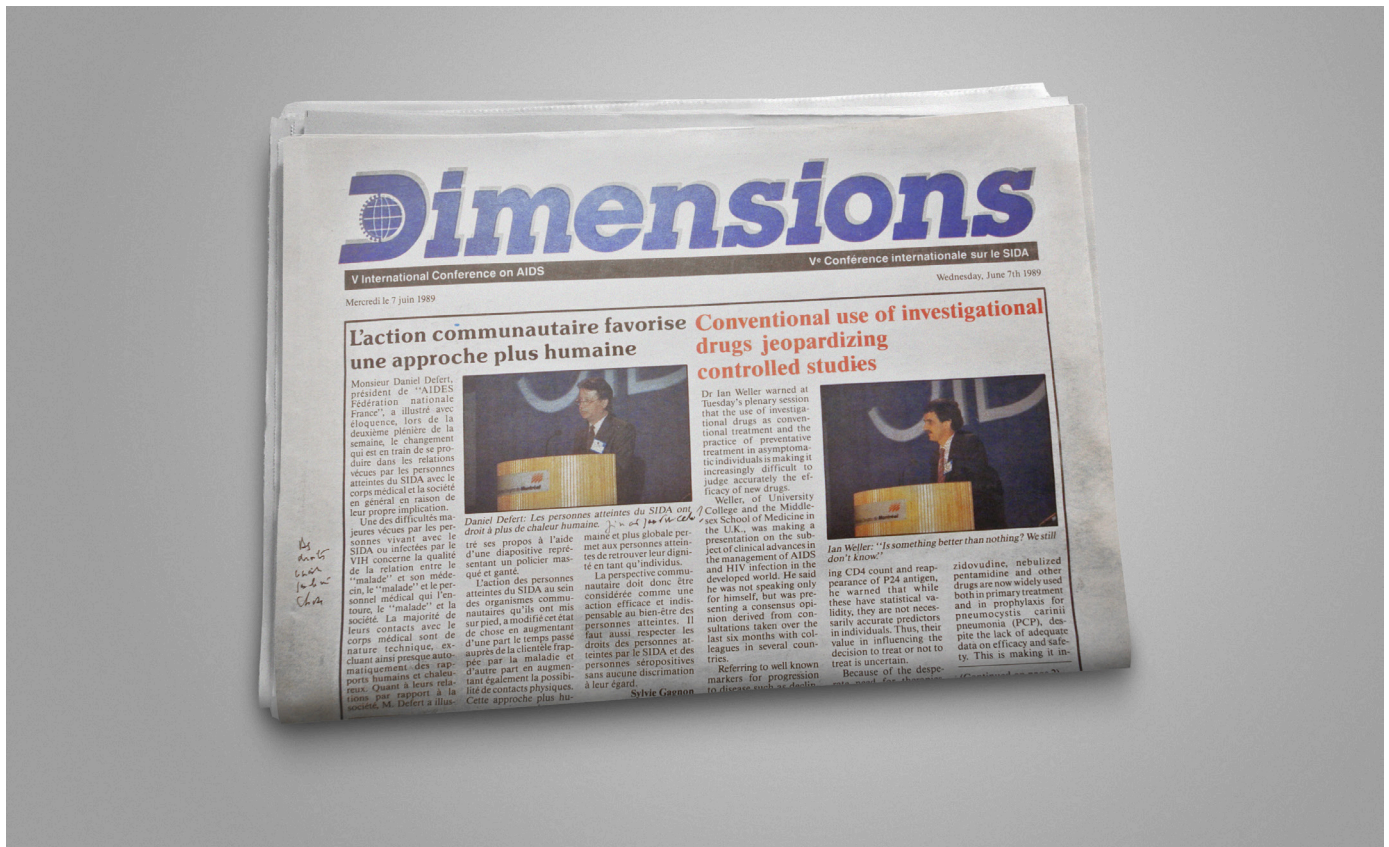 Dimensions
V International Conference on AIDS
Ve Conférence internationale sur le SIDA
Mercredi le 7 juin 1989
Wednesday, June 7th 1989
L'action communautaire favorise
une approche plus humaine
Monsieur Daniel Defert,
président de "AIDES
Fédération nationale
France", a illustré avec
éloquence, lors de la
deuxième plénière de la
semaine, le changement
qui est en train de se pro-
duire dans les relations
vécues par les personnes
atteintes du SIDA avec le
corps médical et la société
en général en raison de
leur propre implication.
Une des difficultés ma-
jeures vécues par les per-
sonnes vivant avec le
SIDA ou infectées par le
VIH concerne la qualité
de la relation entre le
"malade" et son méde-
cin, le "malade" et le per-
sonnel médical qui l'en-
toure, le "malade" et la
société. La majorité de
leurs contacts avec le
corps médical sont de
nature technique, ex-
cluant ainsi presque auto-
matiquement des rap-
ports humains et chaleu-
reux. Quant à leurs rela-
tions par rapport à la
société, M. Defert a illus-
Daniel Defert: Les personnes atteintes du SIDA ont
droit à plus de chaleur humaine.
tré ses propos à l'aide
d'une diapositive repré-
sentant un policier mas-
qué et ganté.
L'action des personnes
atteintes du SIDA au sein
des organismes commu-
nautaires qu'ils ont mis
sur pied, a modifié cet état
de chose en augmentant
d'une part le temps passé
auprès de la clientèle frap-
pée par la maladie et
d'autre part en augmen-
tant également la possibi-
lité de contacts physiques.
Cette approche plus hu-
maine et plus globale per-
met aux personnes attein-
tes de retrouver leur digni-
té en tant qu'individus.
La perspective commu-
nautaire doit donc être
considérée comme une
action efficace et indis-
pensable au bien-être des
personnes atteintes. Il
faut aussi respecter les
droits des personnes at-
teintes par le SIDA et des
personnes séropositives
sans aucune discrimination
à leur égard.
Sylvie Gagnon
Conventional use of investigational
drugs jeopardizing
controlled studies
Dr Ian Weller warned at
Tuesday's plenary session
that the use of investiga-
tional drugs as conven-
tional treatment and the
practice of preventative
treatment in asymptoma-
tic individuals is making it
increasingly difficult to
judge accurately the ef-
ficacy of new drugs.
Weller, of University
College and the Middle-
sex School of Medicine in
the U.K., was making a
presentation on the sub-
ject of clinical advances in
the management of AIDS
and HIV infection in the
developed world. He said
he was not speaking only
for himself, but was pre-
senting a consensus opi-
nion derived from con-
sultations taken over the
last six months with col-
leagues in several coun-
tries.
Referring to well known
markers for progression
to disease such as declin-
Ian Weller: "Is something better than nothing? We still
don't know."
ing CD4 count and reap-
pearance of P24 antigen,
he warned that while
these have statistical va-
lidity, they are not neces-
sarily accurate predictors
in individuals. Thus, their
value in influencing the
decision to treat or not to
treat is uncertain.
Because of the despe-
rate need for therapies
zidovudine, nebulized
pentamidine and other
drugs are now widely used
both in primary treatment
and in prophylaxis for
pneumocystis carinii
pneumonia (PCP), des-
pite the lack of adequate
data on efficacy and safe-
ty. This is making it in-